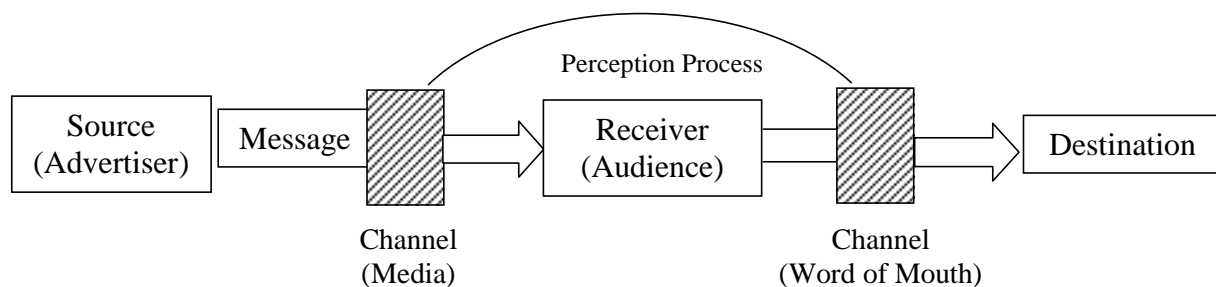 Perception Process
Source
(Advertiser)
Message
Receiver
(Audience)
Destination
Channel
(Media)
Channel
(Word of Mouth)